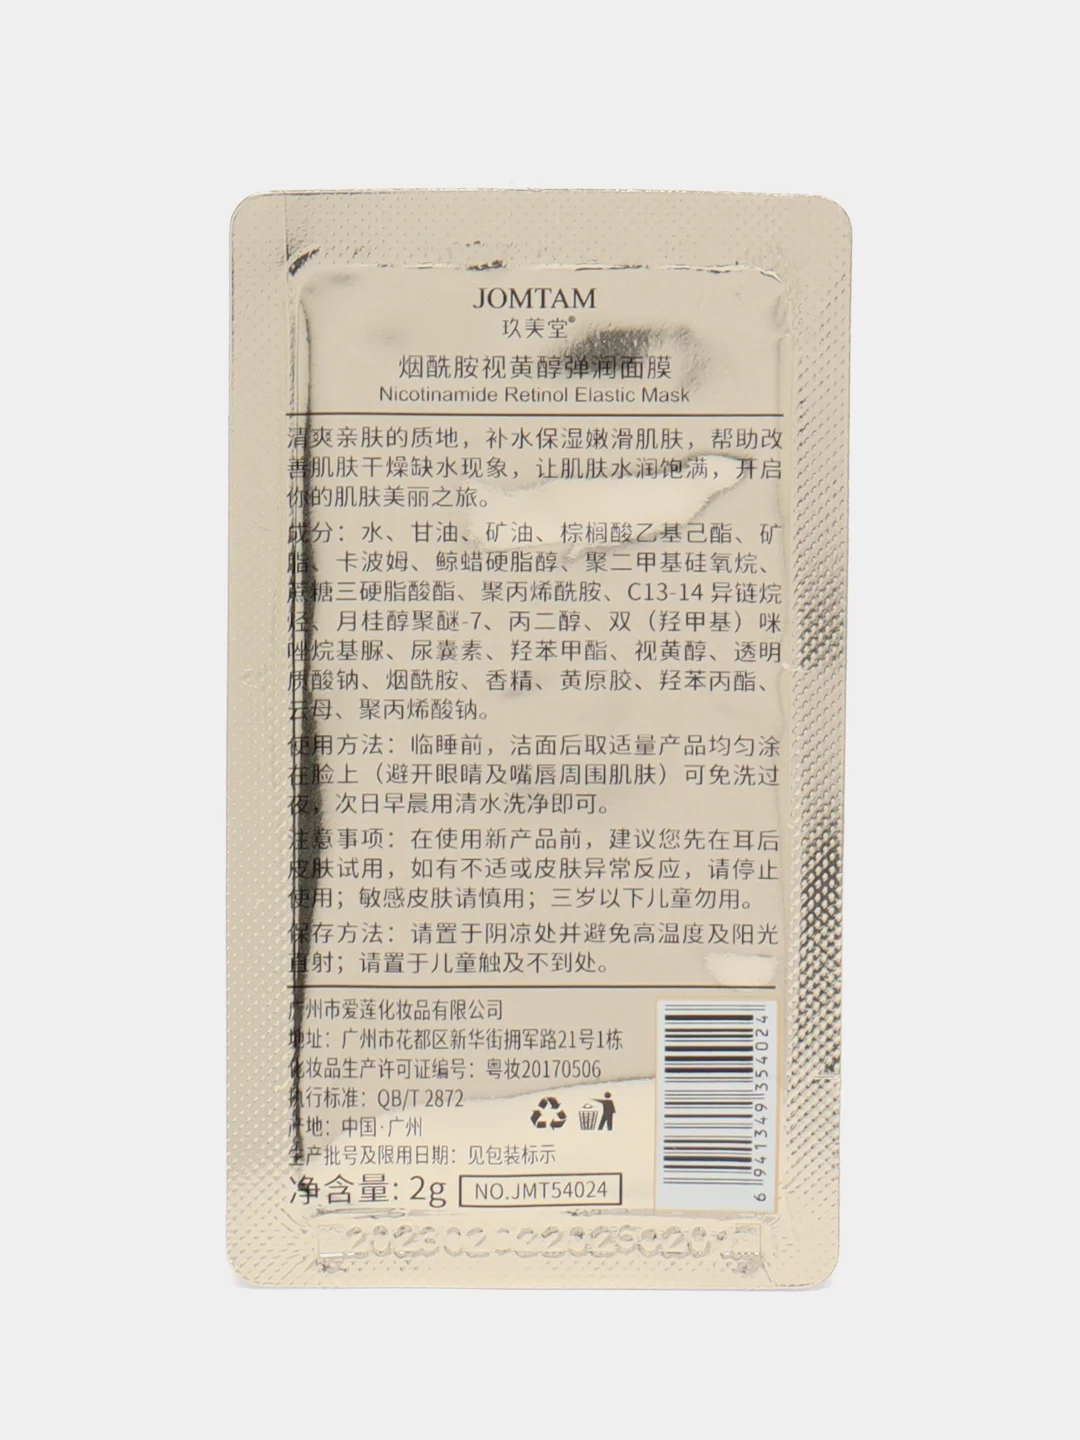 JOMTAM
玖美堂®
烟酰胺视黄醇弹润面膜
Nicotinamide Retinol Elastic Mask
清爽亲肤的质地，补水保湿嫩滑肌肤，帮助改
善肌肤干燥缺水现象，让肌肤水润饱满，开启
你的肌肤美丽之旅。
成分：水、甘油、矿油、棕榈酸乙基己酯、矿
脂、卡波姆、鲸蜡硬脂醇、聚二甲基硅氧烷、
蔗糖三硬脂酸酯、聚丙烯酰胺、C13-14 异链烷
烃、月桂醇聚醚-7、丙二醇、双（羟甲基）咪
唑烷基脲、尿囊素、羟苯甲酯、视黄醇、透明
质酸钠、烟酰胺、香精、黄原胶、羟苯丙酯、
云母、聚丙烯酸钠。
使用方法：临睡前，洁面后取适量产品均匀涂
在脸上（避开眼睛及嘴唇周围肌肤）可免洗过
夜，次日早晨用清水洗净即可。
注意事项：在使用新产品前，建议您先在耳后
皮肤试用，如有不适或皮肤异常反应，请停止
使用；敏感皮肤请慎用；三岁以下儿童勿用。
保存方法：请置于阴凉处并避免高温度及阳光
直射；请置于儿童触及不到处。
广州市爱莲化妆品有限公司
地址：广州市花都区新华街拥军路21号1栋
化妆品生产许可证编号：粤妆20170506
执行标准：QB/T 2872
产地：中国·广州
生产批号及限用日期：见包装标示
净含量: 2g
NO.JMT54024
6 941349 354024